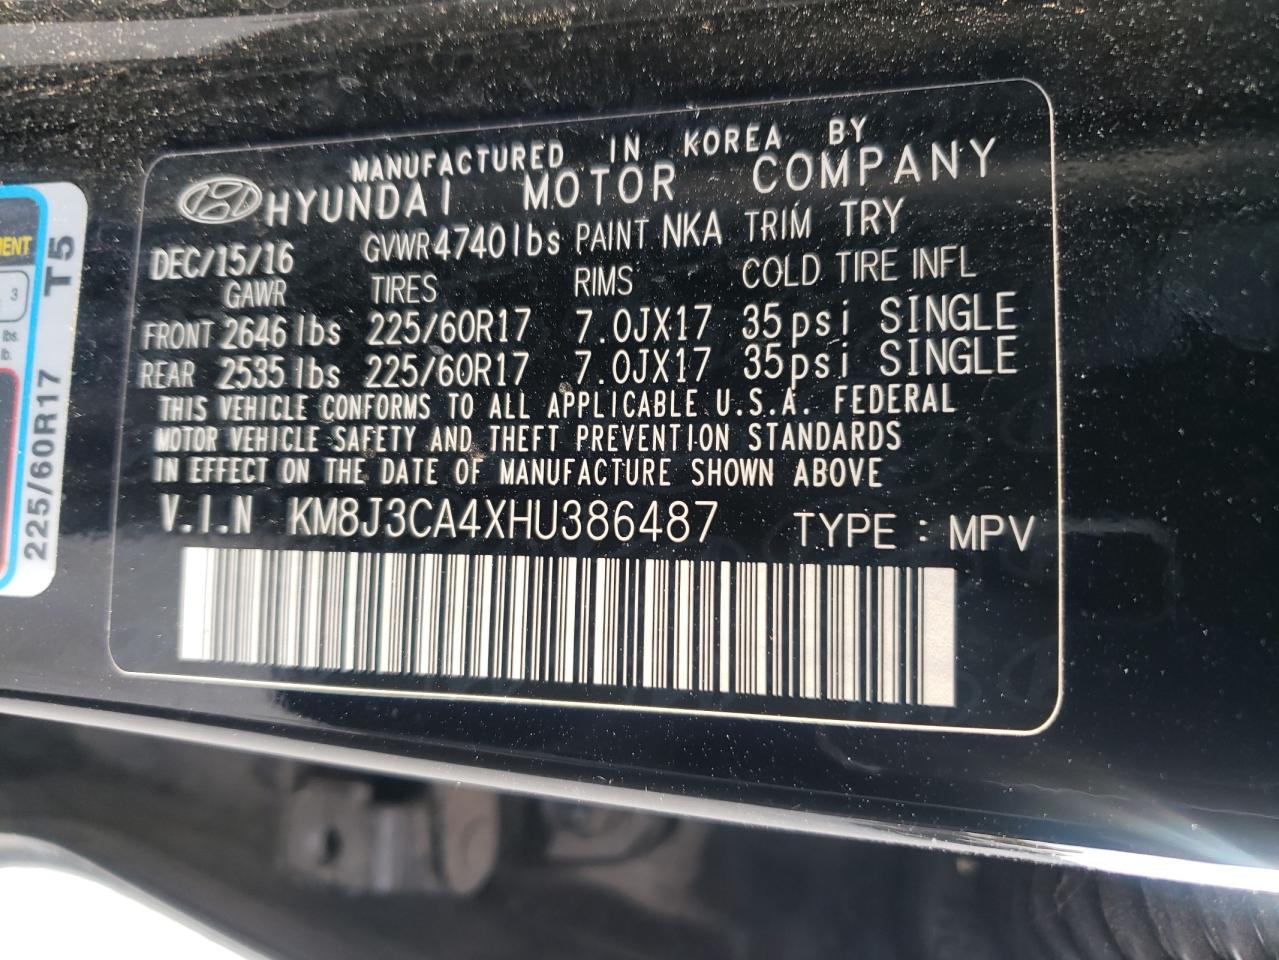 MANUFACTURED IN KOREA BY
HYUNDAI MOTOR COMPANY
DEC/15/16 GVWR 4740lbs PAINT NKA TRIM TRY
GAWR TIRES RIMS COLD TIRE INFL
FRONT 2646lbs 225/60R17 7.0JX17 35psi SINGLE
REAR 2535lbs 225/60R17 7.0JX17 35psi SINGLE
THIS VEHICLE CONFORMS TO ALL APPLICABLE U.S.A. FEDERAL
MOTOR VEHICLE SAFETY AND THEFT PREVENTION STANDARDS
IN EFFECT ON THE DATE OF MANUFACTURE SHOWN ABOVE
V.I.N KM8J3CA4XHU386487 TYPE : MPV
3
lbs.
lb.
225/60R17 T5